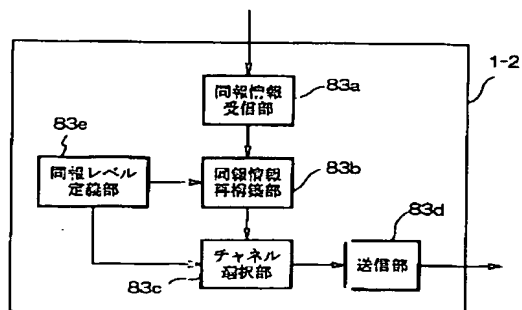 1-2
同報情報
受信部
83a
83e
同報レベル
定義部
同報情報
再構築部
83b
83d
チャネル
選択部
送信部
83c